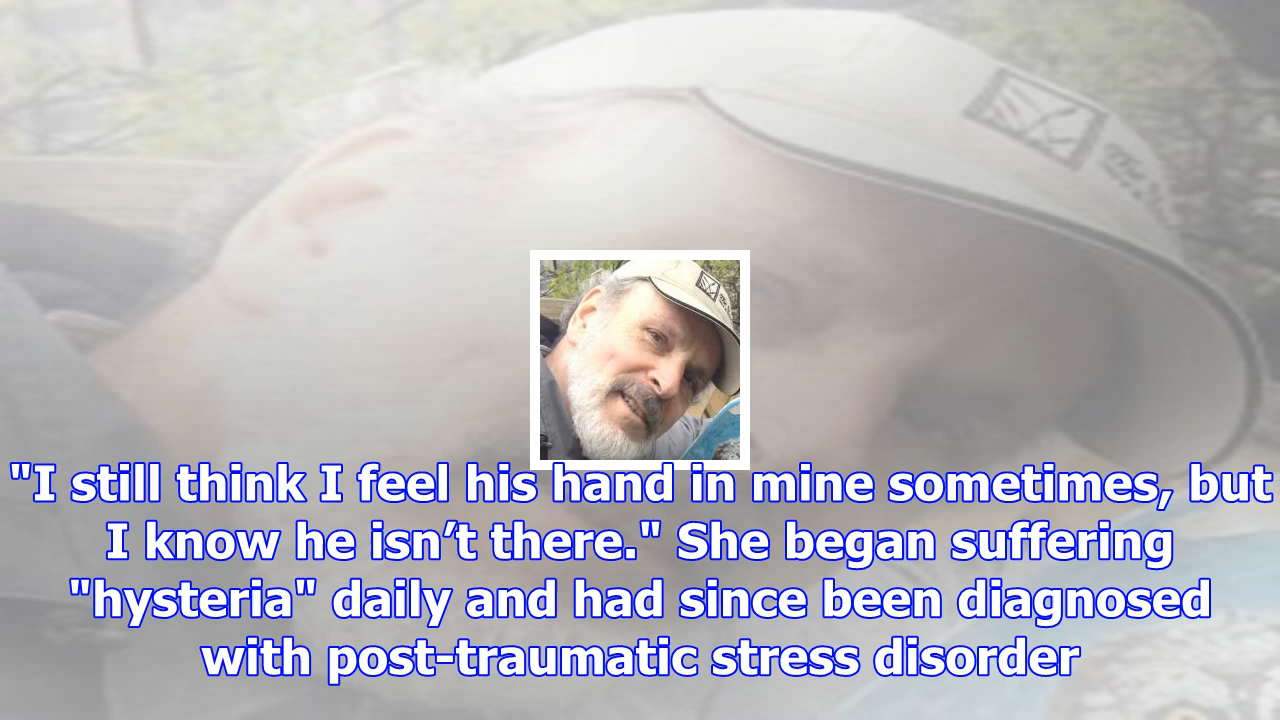 "I still think I feel his hand in mine sometimes, but
I know he isn’t there." She began suffering
"hysteria" daily and had since been diagnosed
with post-traumatic stress disorder